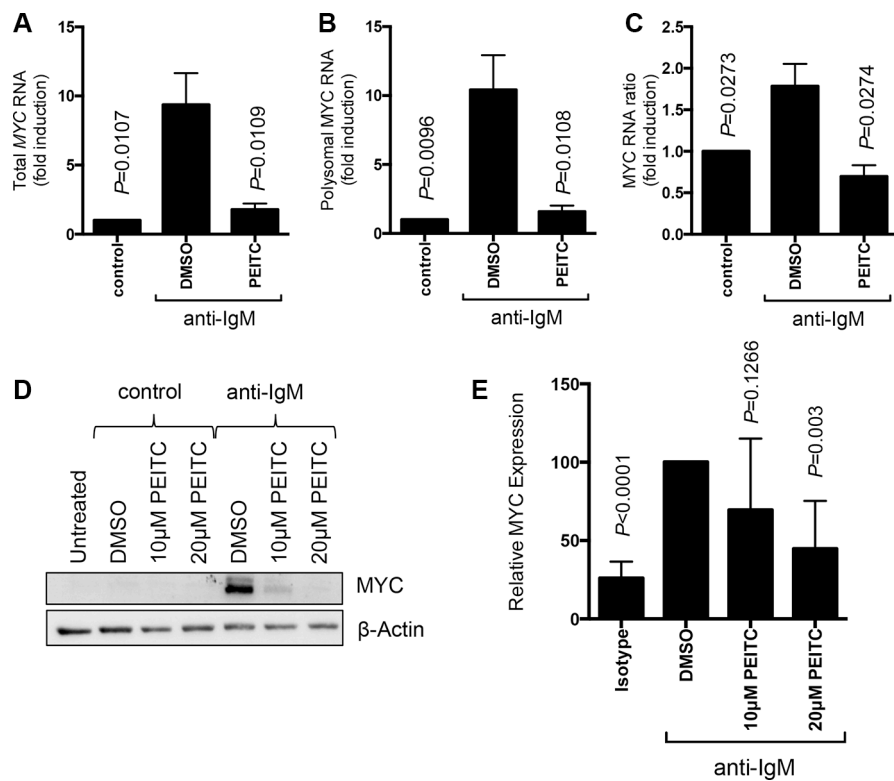 A
Total MYC RNA
(fold induction)
15
10
5
0
P=0.0107
P=0.0109
control
DMSO
PEITC
anti-IgM
B
Polysomal MYC RNA
(fold induction)
15
10
5
0
P=0.0096
P=0.0108
control
DMSO
PEITC
anti-IgM
C
MYC RNA ratio
(fold induction)
2.5
2.0
1.5
1.0
0.5
0.0
P=0.0273
P=0.0274
control
DMSO
PEITC
anti-IgM
D
control
anti-IgM
Untreated
DMSO
10µM PEITC
20µM PEITC
DMSO
10µM PEITC
20µM PEITC
MYC
β-Actin
E
Relative MYC Expression
150
100
50
0
P<0.0001
P=0.1266
P=0.003
Isotype
DMSO
10µM PEITC
20µM PEITC
anti-IgM